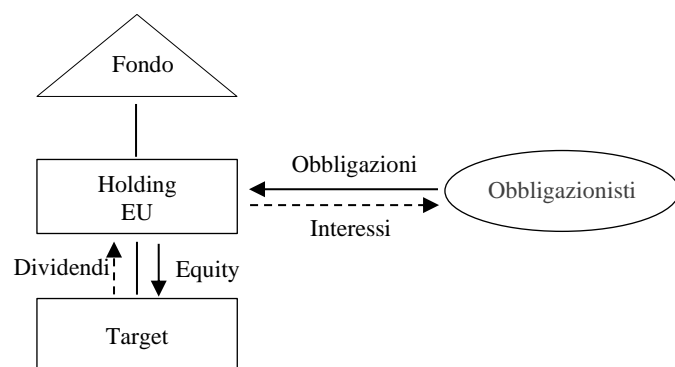 Fondo
Holding
EU
Obbligazioni
Interessi
Obbligazionisti
Dividendi
Equity
Target